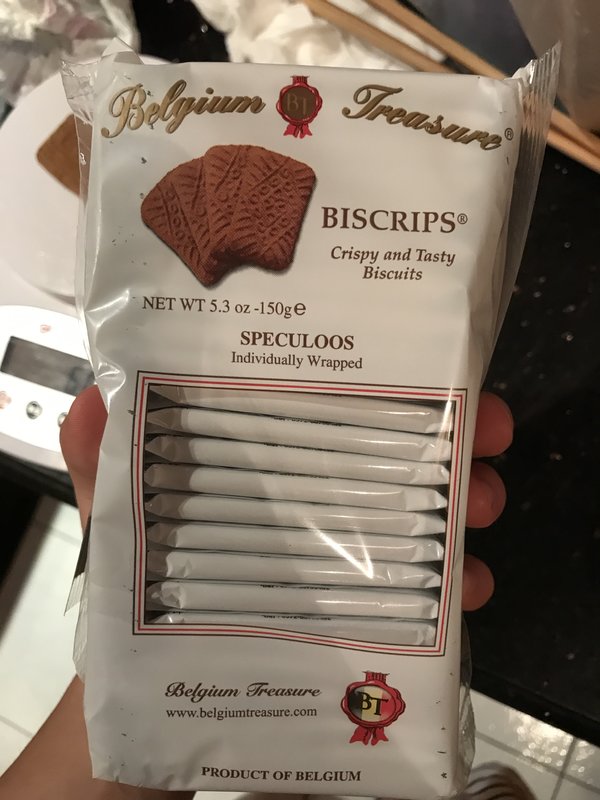 Belgium BT Treasure®
BISCRIPS®
Crispy and Tasty
Biscuits
NET WT 5.3 oz -150g℮
SPECULOOS
Individually Wrapped
Belgium Treasure
www.belgiumtreasure.com
BT
PRODUCT OF BELGIUM